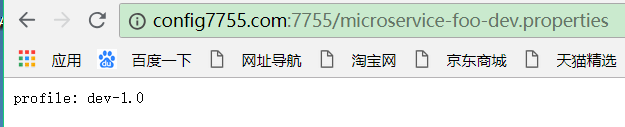 config7755.com:7755/microservice-foo-dev.properties
应用 百度一下 网址导航 淘宝网 京东商城 天猫精选
profile: dev-1.0